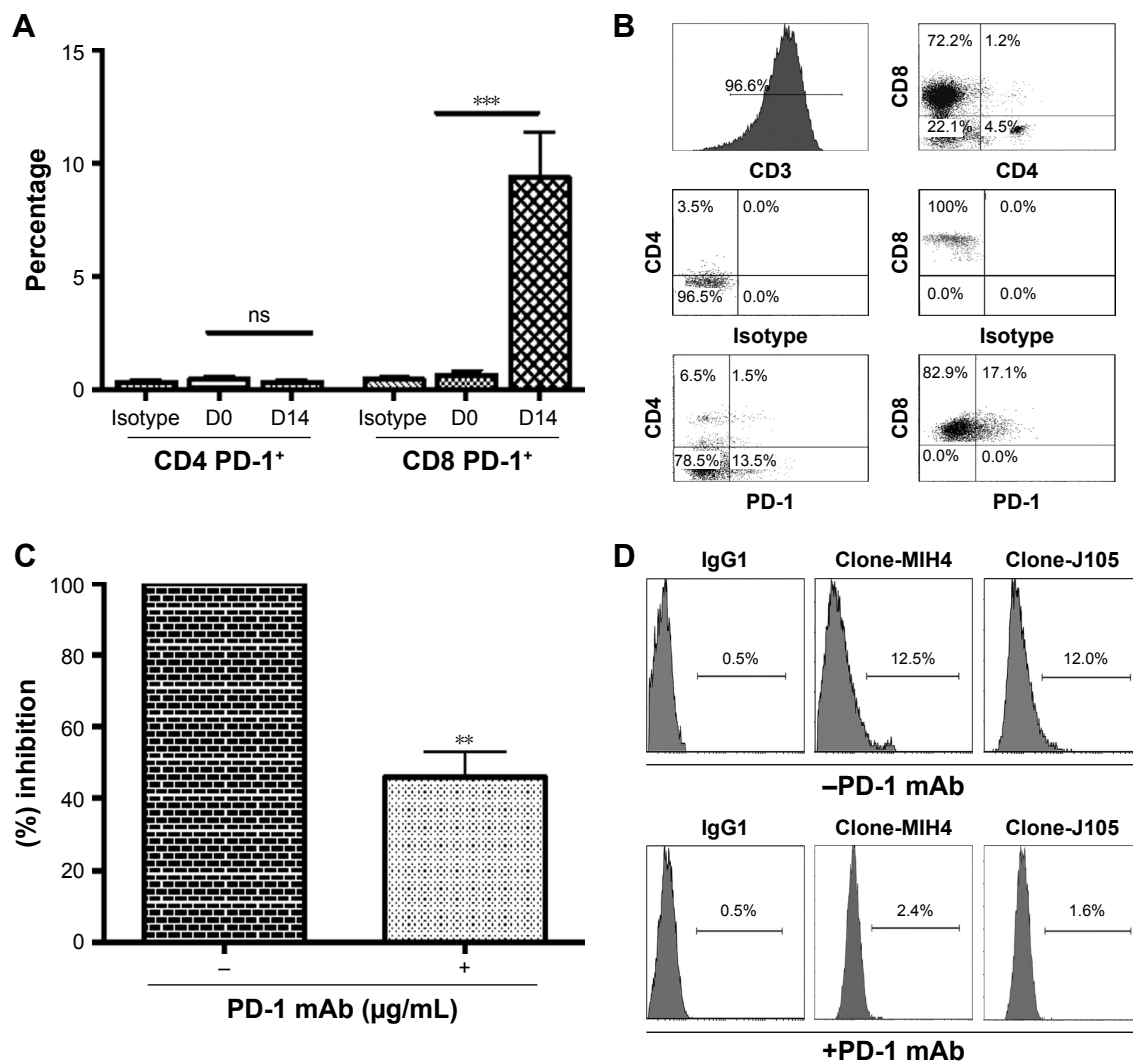 A
Percentage
15
10
5
0
***
ns
Isotype D0 D14 Isotype D0 D14
CD4 PD-1⁺ CD8 PD-1⁺
B
96.6%
CD3
72.2% 1.2%
22.1% 4.5%
CD8
CD4
3.5% 0.0%
96.5% 0.0%
CD4
Isotype
100% 0.0%
0.0% 0.0%
CD8
Isotype
6.5% 1.5%
78.5% 13.5%
CD4
PD-1
82.9% 17.1%
0.0% 0.0%
CD8
PD-1
C
(%) inhibition
100
80
60
40
20
0
**
– +
PD-1 mAb (µg/mL)
D
IgG1 Clone-MIH4 Clone-J105
0.5% 12.5% 12.0%
–PD-1 mAb
IgG1 Clone-MIH4 Clone-J105
0.5% 2.4% 1.6%
+PD-1 mAb